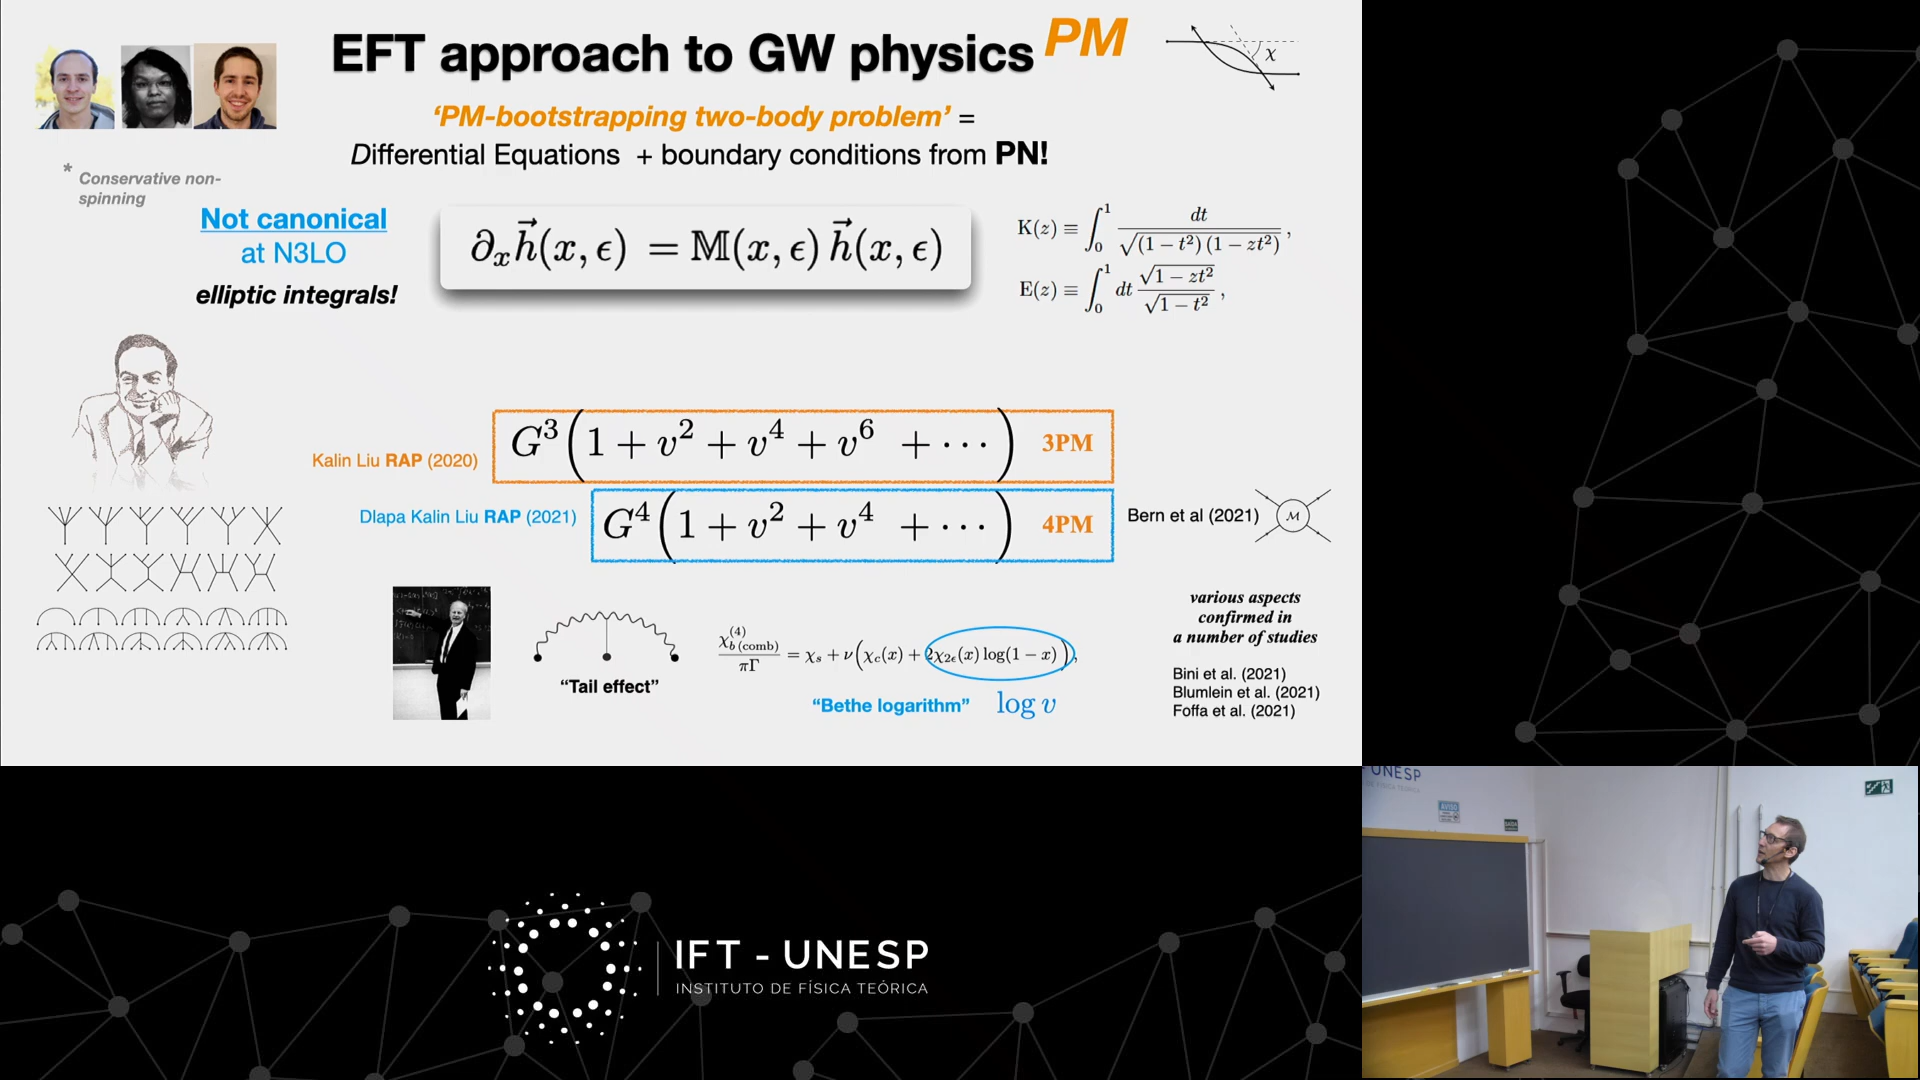 EFT approach to GW physics PM
χ
‘PM-bootstrapping two-body problem’ =
Differential Equations + boundary conditions from PN!
* Conservative non-
spinning
Not canonical
at N3LO
elliptic integrals!
∂ₓh⃗(x, ϵ) = 𝕄(x, ϵ) h⃗(x, ϵ)
K(z) ≡ ∫₀¹ dt / √((1 − t²)(1 − zt²)) ,
E(z) ≡ ∫₀¹ dt √(1 − zt²) / √(1 − t²) ,
Kalin Liu RAP (2020)
G³(1 + v² + v⁴ + v⁶ + ···) 3PM
Dlapa Kalin Liu RAP (2021)
G⁴(1 + v² + v⁴ + ···) 4PM
Bern et al (2021)
M
“Tail effect”
χ_b^(4) (comb) / πΓ = χ_s + ν(χ_c(x) + 2χ_2ϵ(x) log(1 − x)),
“Bethe logarithm” log v
various aspects
confirmed in
a number of studies
Bini et al. (2021)
Blumlein et al. (2021)
Foffa et al. (2021)
UNESP
AVISO
IFT - UNESP
INSTITUTO DE FÍSICA TEÓRICA